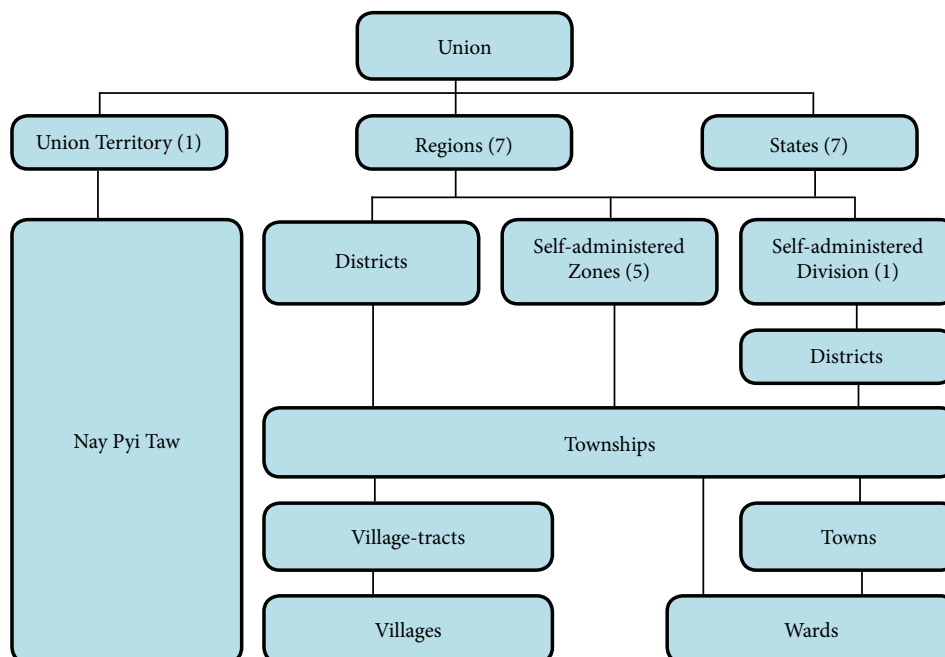 Union
Union Territory (1)
Regions (7)
States (7)
Districts
Self-administered
Zones (5)
Self-administered
Division (1)
Districts
Nay Pyi Taw
Townships
Village-tracts
Towns
Villages
Wards